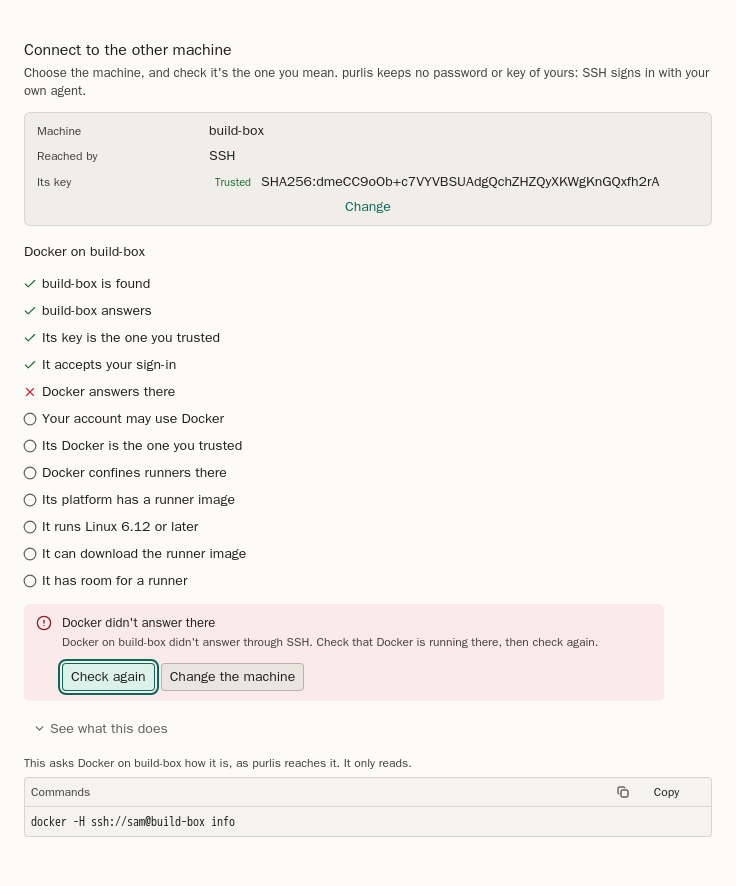 Connect to the other machine
Choose the machine, and check it's the one you mean. purlis keeps no password or key of yours: SSH signs in with your
own agent.
Machine build-box
Reached by SSH
Its key Trusted SHA256:dmeCC9oOb+c7VYVBSUAdgQchZHZQyXKWgKnGQxfh2rA
Change
Docker on build-box
build-box is found
build-box answers
Its key is the one you trusted
It accepts your sign-in
Docker answers there
Your account may use Docker
Its Docker is the one you trusted
Docker confines runners there
Its platform has a runner image
It runs Linux 6.12 or later
It can download the runner image
It has room for a runner
Docker didn't answer there
Docker on build-box didn't answer through SSH. Check that Docker is running there, then check again.
Check again Change the machine
See what this does
This asks Docker on build-box how it is, as purlis reaches it. It only reads.
Commands Copy
docker -H ssh://sam@build-box info